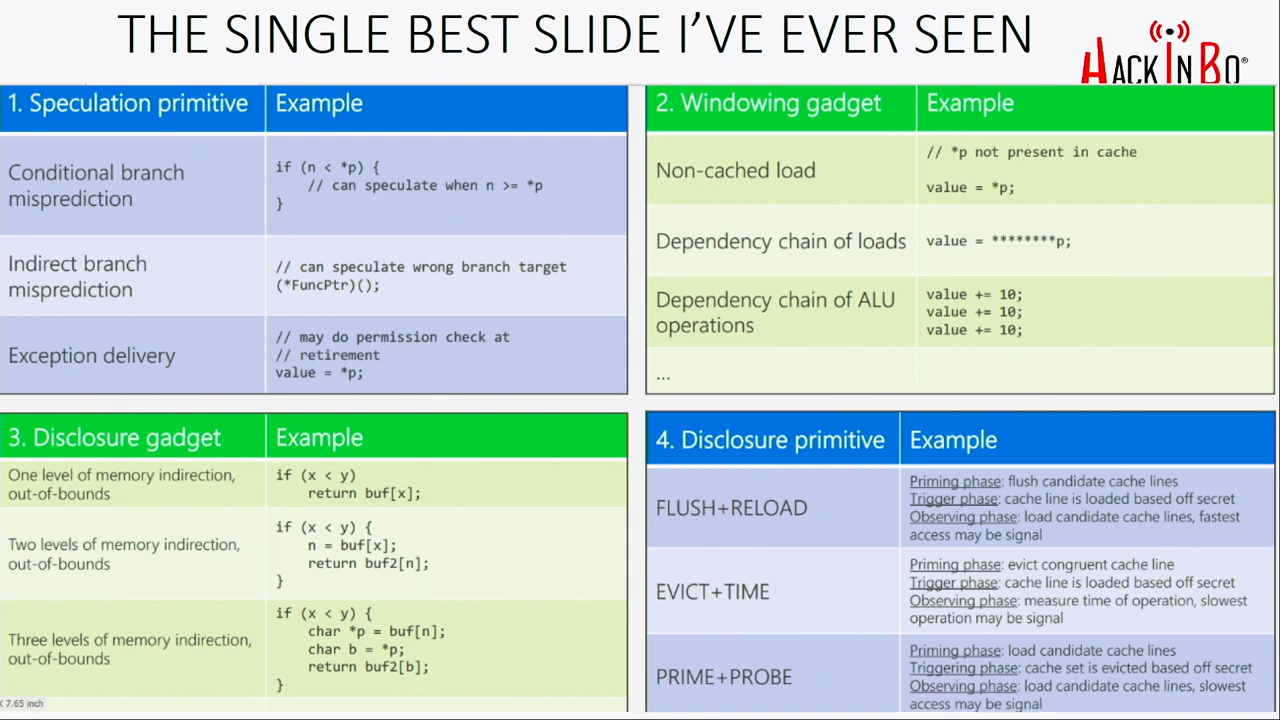 THE SINGLE BEST SLIDE I'VE EVER SEEN
HACKINBO®
1. Speculation primitive
Example
Conditional branch
misprediction
if (n < *p) {
// can speculate when n >= *p
}
Indirect branch
misprediction
// can speculate wrong branch target
(*FuncPtr)();
Exception delivery
// may do permission check at
// retirement
value = *p;
2. Windowing gadget
Example
Non-cached load
// *p not present in cache
value = *p;
Dependency chain of loads
value = ********p;
Dependency chain of ALU
operations
value += 10;
value += 10;
value += 10;
...
3. Disclosure gadget
Example
One level of memory indirection,
out-of-bounds
if (x < y)
return buf[x];
Two levels of memory indirection,
out-of-bounds
if (x < y) {
n = buf[x];
return buf2[n];
}
Three levels of memory indirection,
out-of-bounds
if (x < y) {
char *p = buf[n];
char b = *p;
return buf2[b];
}
4. Disclosure primitive
Example
FLUSH+RELOAD
Priming phase: flush candidate cache lines
Trigger phase: cache line is loaded based off secret
Observing phase: load candidate cache lines, fastest
access may be signal
EVICT+TIME
Priming phase: evict congruent cache line
Trigger phase: cache line is loaded based off secret
Observing phase: measure time of operation, slowest
operation may be signal
PRIME+PROBE
Priming phase: load candidate cache lines
Triggering phase: cache set is evicted based off secret
Observing phase: load candidate cache lines, slowest
access may be signal
X 7.65 inch